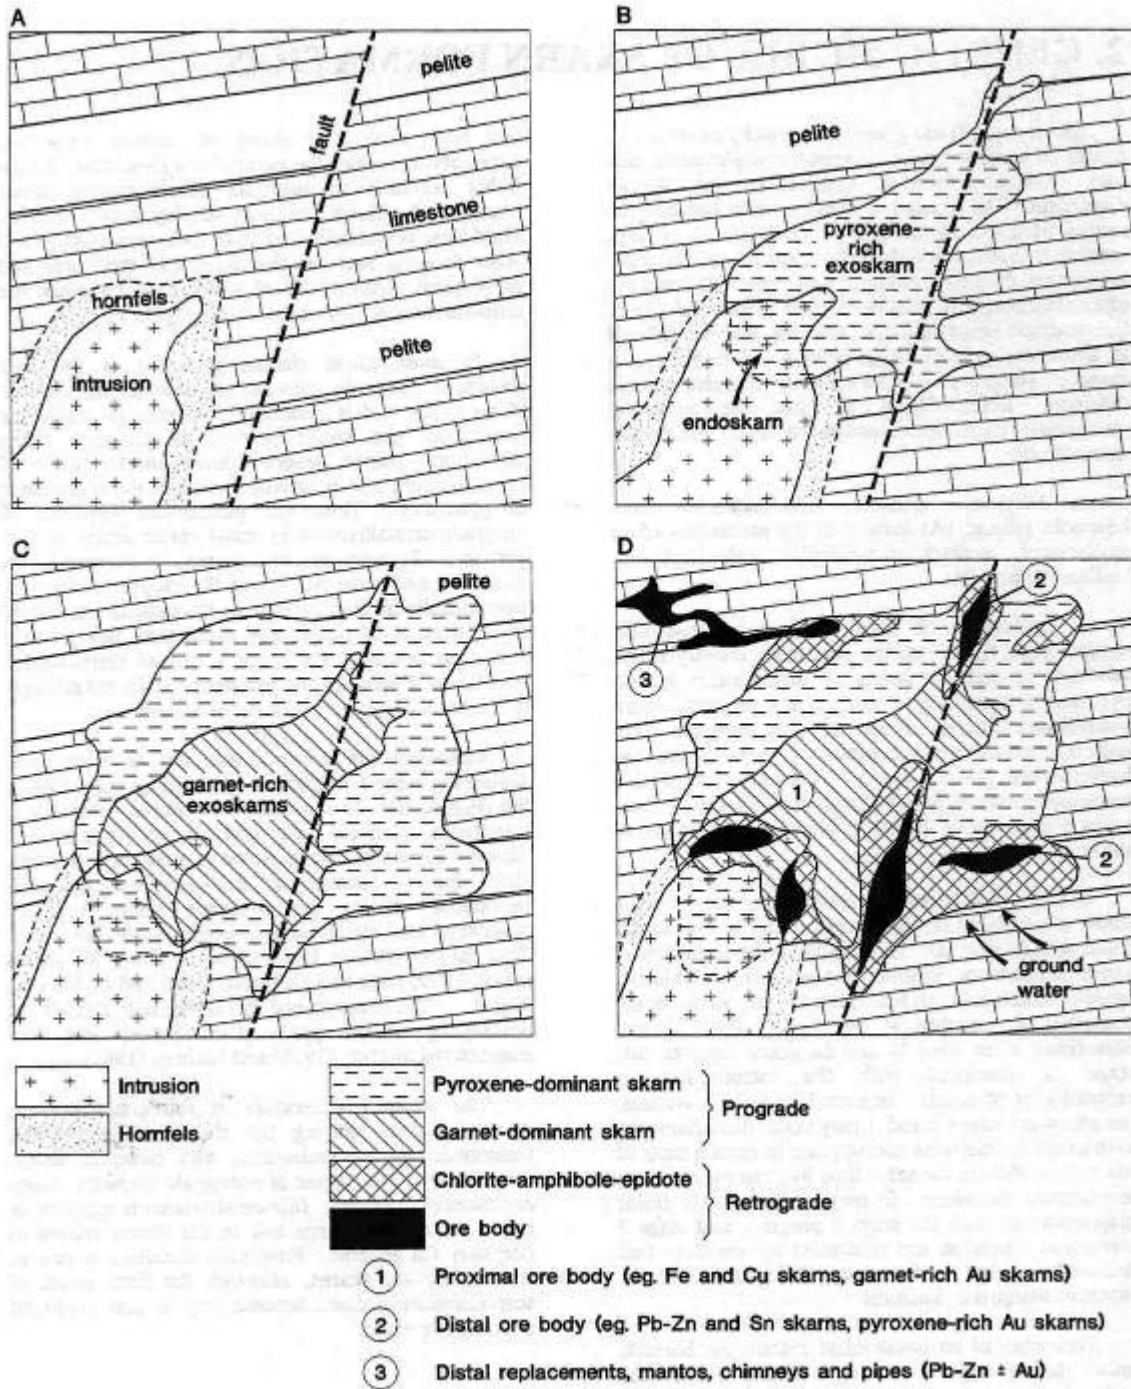 A
pelite
fault
limestone
hornfels
pelite
intrusion
B
pelite
pyroxene-
rich
exoskarn
endoskarn
C
pelite
garnet-rich
exoskarns
D
2
3
1
2
ground
water
Intrusion
Hornfels
Pyroxene-dominant skarn
Garnet-dominant skarn
Prograde
Chlorite-amphibole-epidote
Ore body
Retrograde
1 Proximal ore body (eg. Fe and Cu skarns, garnet-rich Au skarns)
2 Distal ore body (eg. Pb-Zn and Sn skarns, pyroxene-rich Au skarns)
3 Distal replacements, mantos, chimneys and pipes (Pb-Zn ± Au)